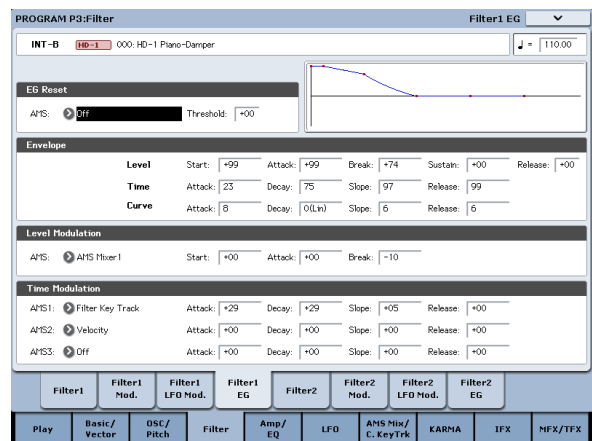 PROGRAM P3:Filter Filter1 EG
INT-B HD-1 000: HD-1 Piano-Damper ♩ = 110.00
EG Reset
AMS: Off Threshold: +00
Envelope
Level Start: +99 Attack: +99 Break: +74 Sustain: +00 Release: +00
Time Attack: 23 Decay: 75 Slope: 97 Release: 99
Curve Attack: 8 Decay: 0(Lin) Slope: 6 Release: 6
Level Modulation
AMS: AMS Mixer1 Start: +00 Attack: +00 Break: -10
Time Modulation
AMS1: Filter Key Track Attack: +29 Decay: +29 Slope: +05 Release: +00
AMS2: Velocity Attack: +00 Decay: +00 Slope: +00 Release: +00
AMS3: Off Attack: +00 Decay: +00 Slope: +00 Release: +00
Filter1 Filter1 Mod. Filter1 LFO Mod. Filter1 EG Filter2 Filter2 Mod. Filter2 LFO Mod. Filter2 EG
Play Basic/ Vector OSC/ Pitch Filter Amp/ EQ LFO AMS Mix/ C. KeyTrk KARMA IFX MFX/TFX